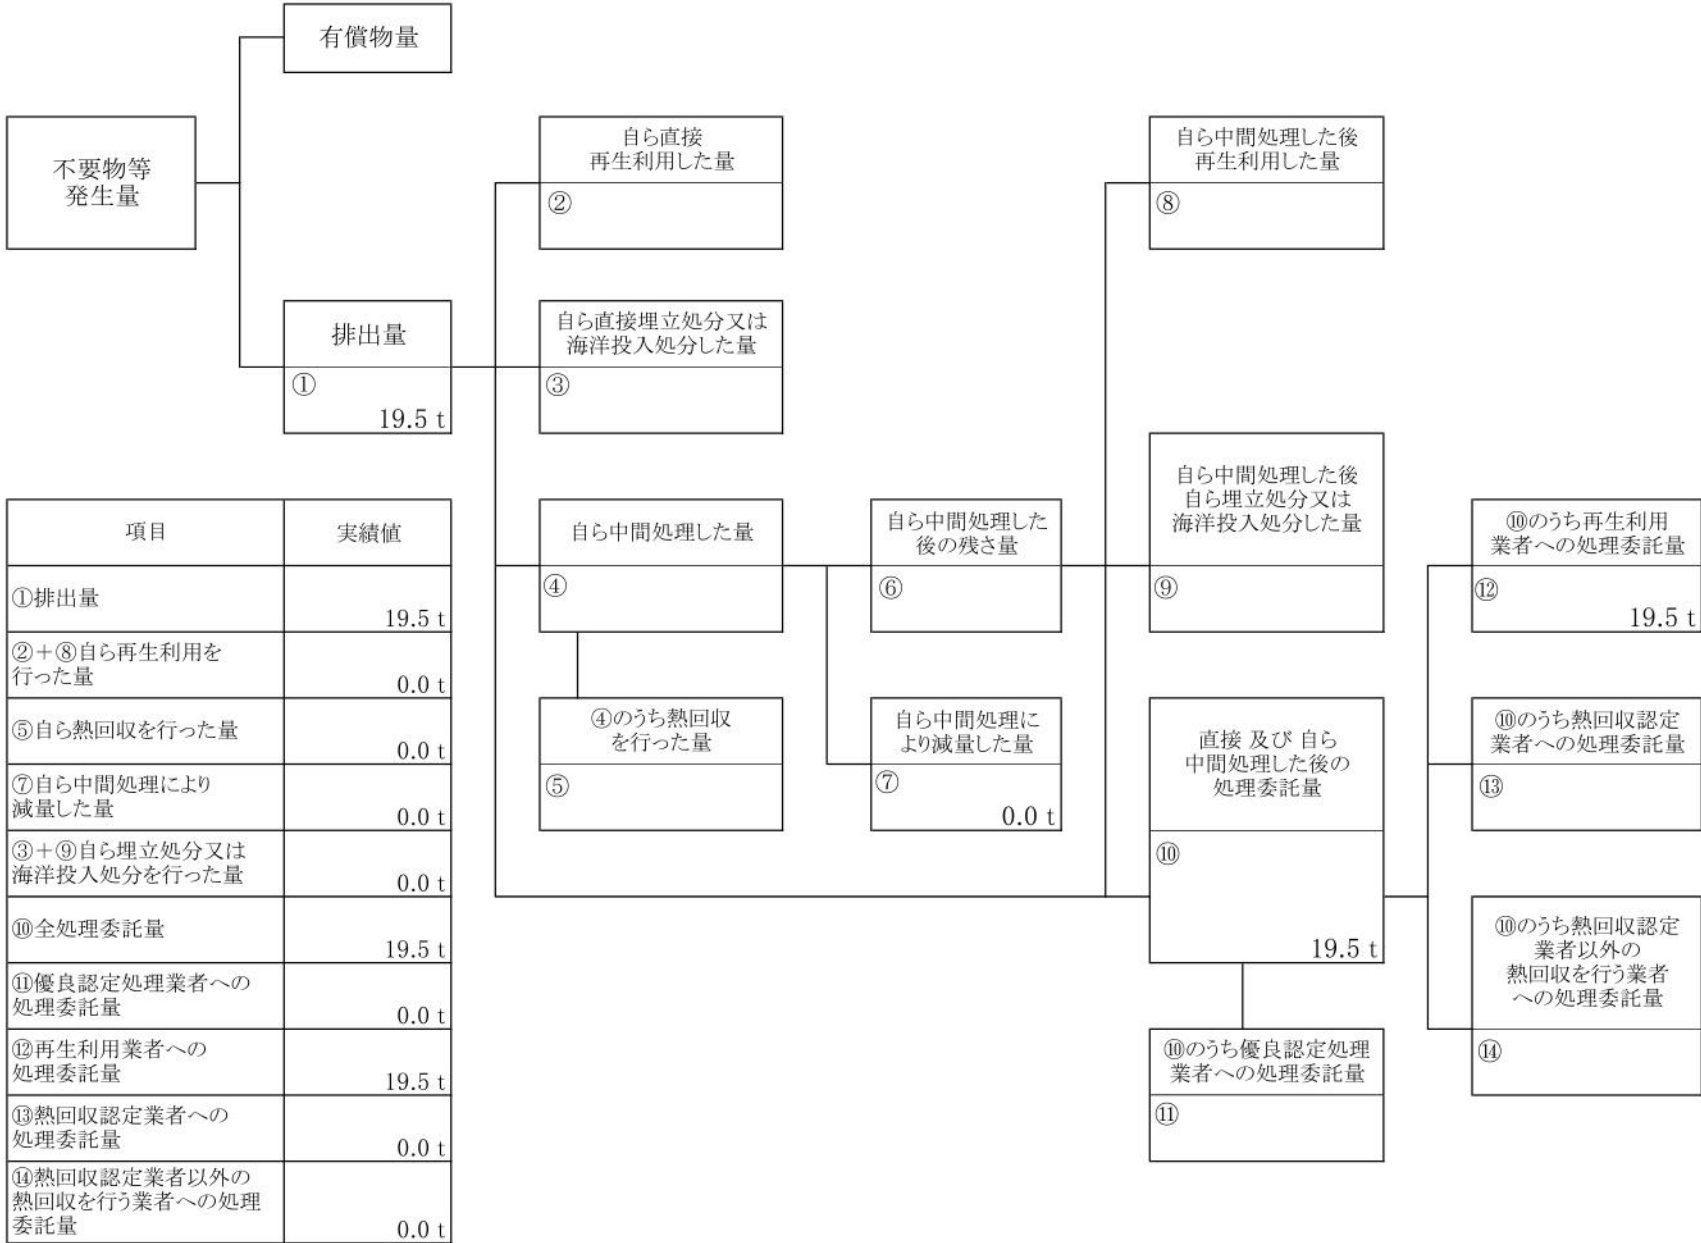 有償物量
不要物等
発生量
自ら直接
再生利用した量
②
自ら中間処理した後
再生利用した量
⑧
排出量
①
19.5 t
自ら直接埋立処分又は
海洋投入処分した量
③
自ら中間処理した量
④
自ら中間処理した
後の残さ量
⑥
自ら中間処理した後
自ら埋立処分又は
海洋投入処分した量
⑨
⑩のうち再生利用
業者への処理委託量
⑫
19.5 t
④のうち熱回収
を行った量
⑤
自ら中間処理に
より減量した量
⑦
0.0 t
直接 及び 自ら
中間処理した後の
処理委託量
⑩
19.5 t
⑩のうち熱回収認定
業者への処理委託量
⑬
⑩のうち熱回収認定
業者以外の
熱回収を行う業者
への処理委託量
⑭
⑩のうち優良認定処理
業者への処理委託量
⑪
項目 実績値
①排出量
19.5 t
②+⑧自ら再生利用を
行った量
0.0 t
⑤自ら熱回収を行った量
0.0 t
⑦自ら中間処理により
減量した量
0.0 t
③+⑨自ら埋立処分又は
海洋投入処分を行った量
0.0 t
⑩全処理委託量
19.5 t
⑪優良認定処理業者への
処理委託量
0.0 t
⑫再生利用業者への
処理委託量
19.5 t
⑬熱回収認定業者への
処理委託量
0.0 t
⑭熱回収認定業者以外の
熱回収を行う業者への処理
委託量
0.0 t